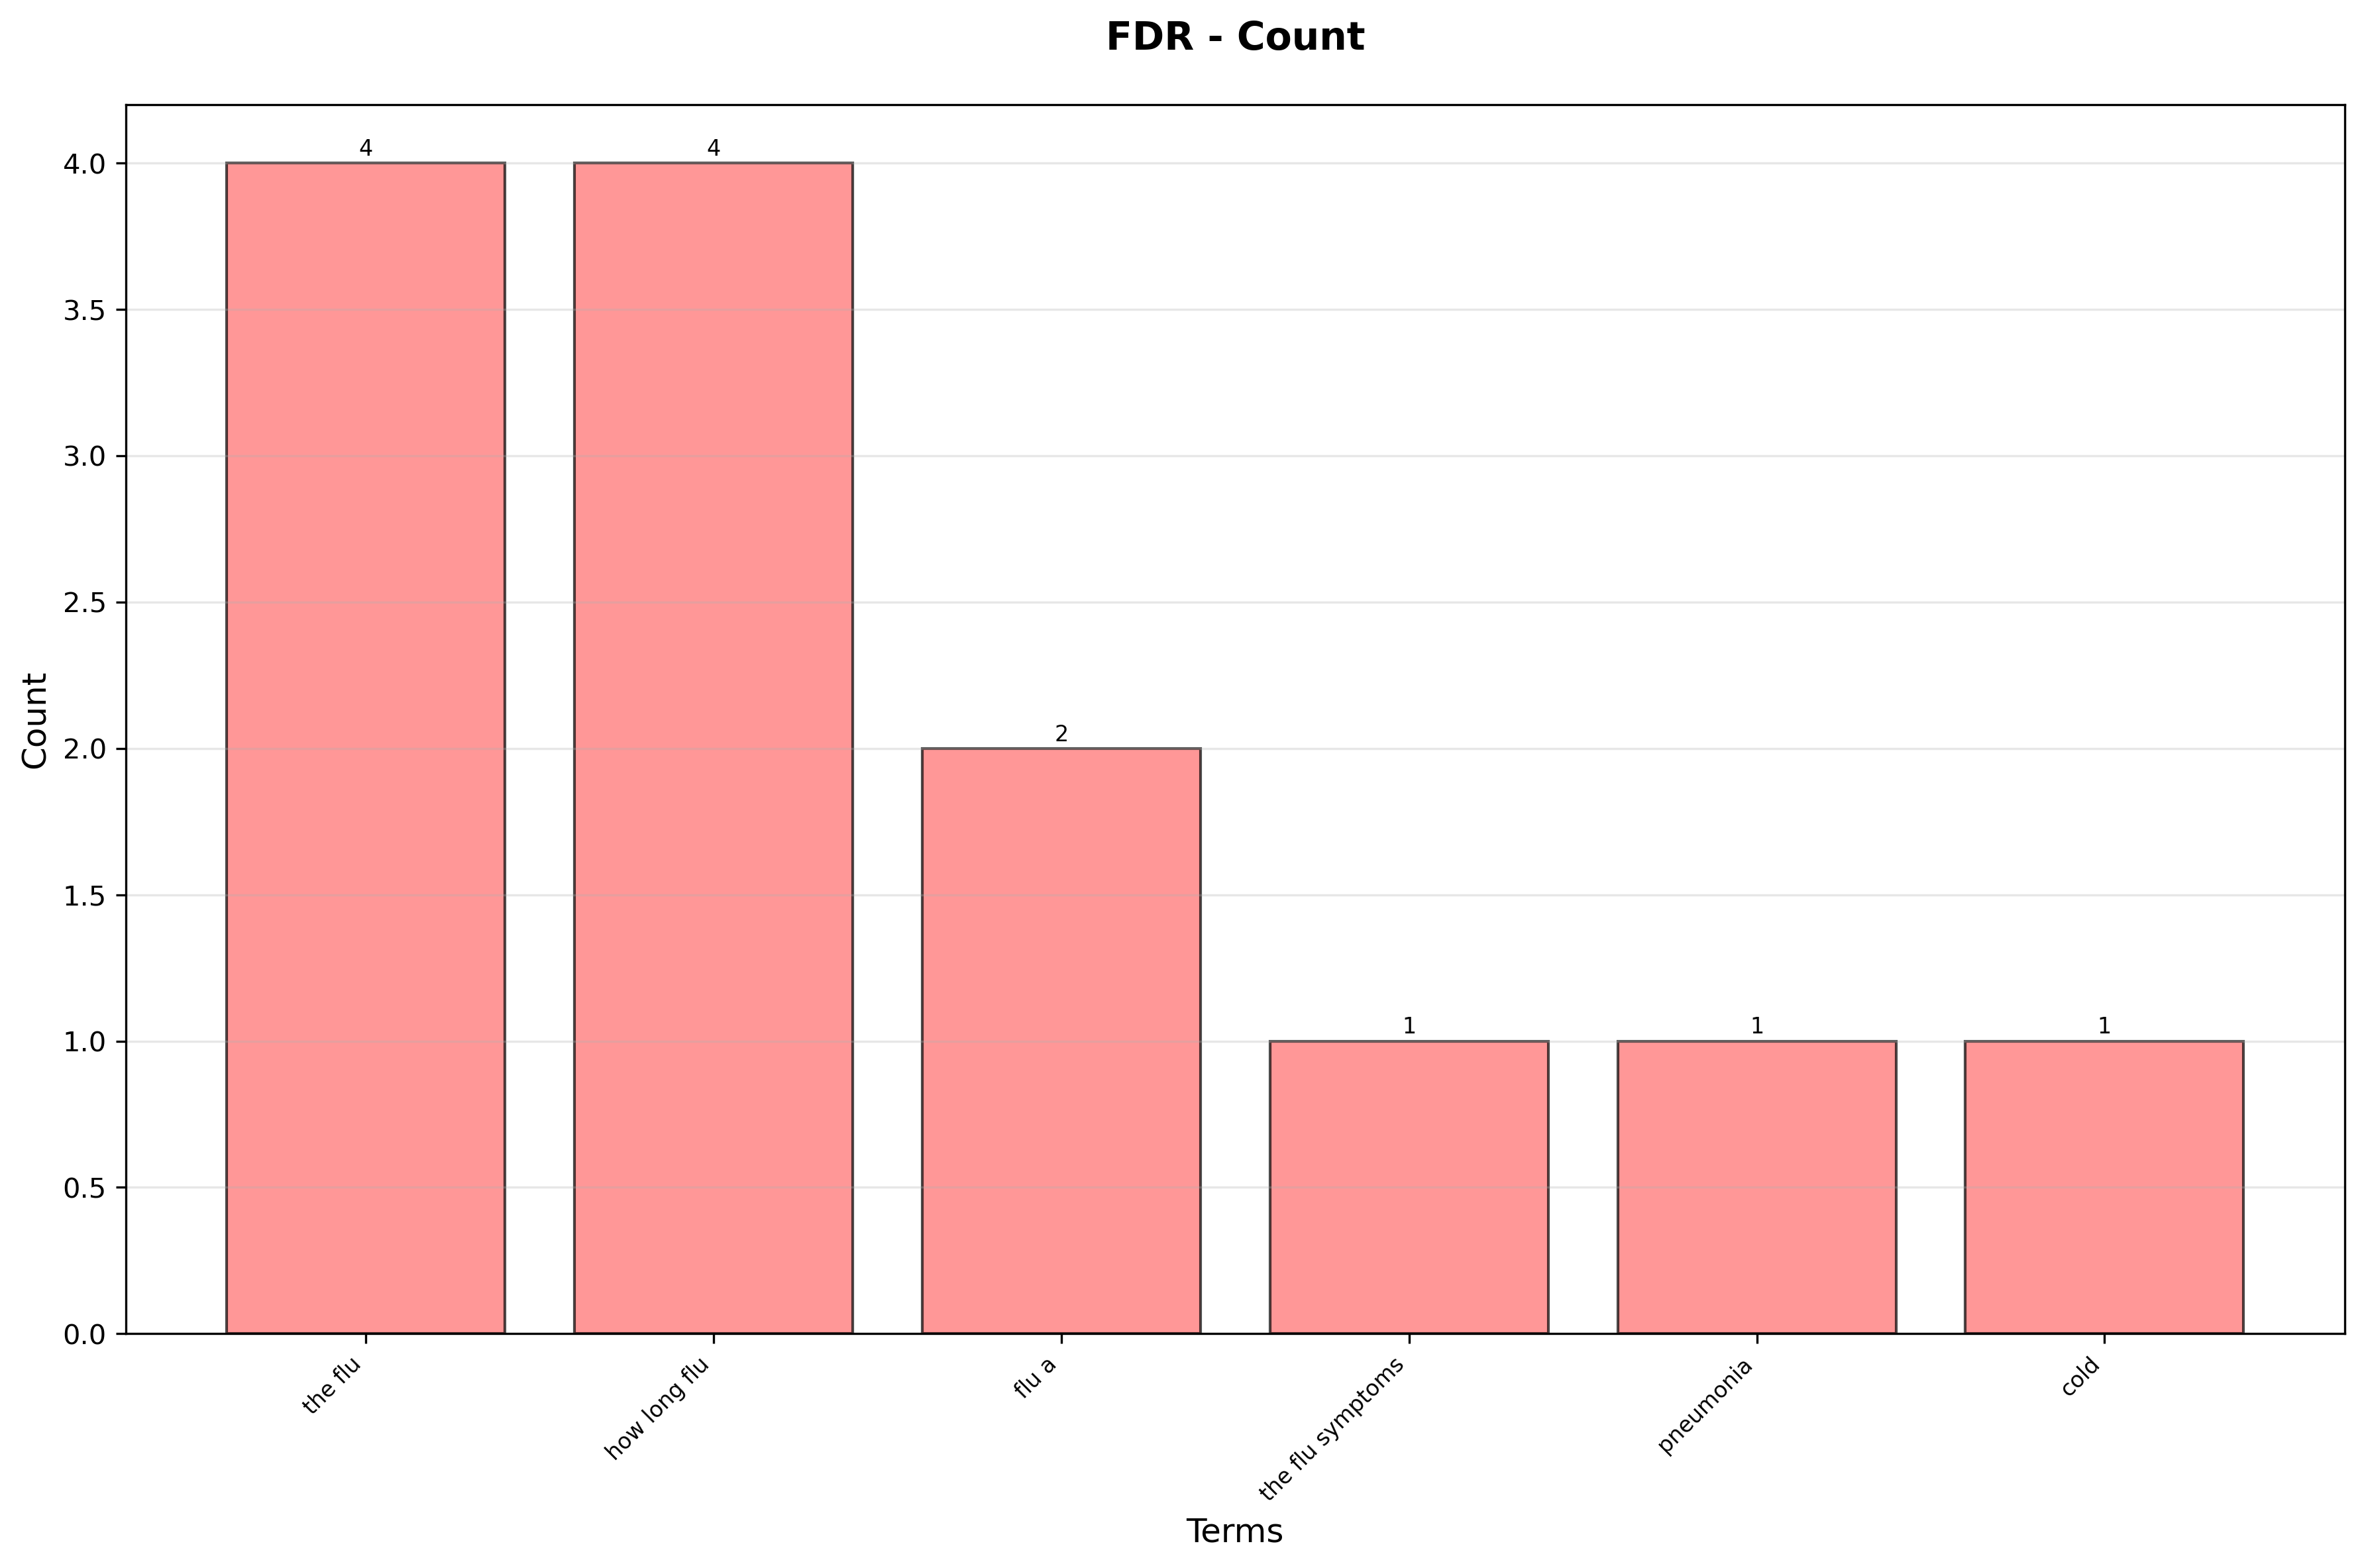 FDR - Count
4
4
2
1
1
1
4.0
3.5
3.0
2.5
2.0
1.5
1.0
0.5
0.0
Count
the flu
how long flu
flu a
the flu symptoms
pneumonia
cold
Terms